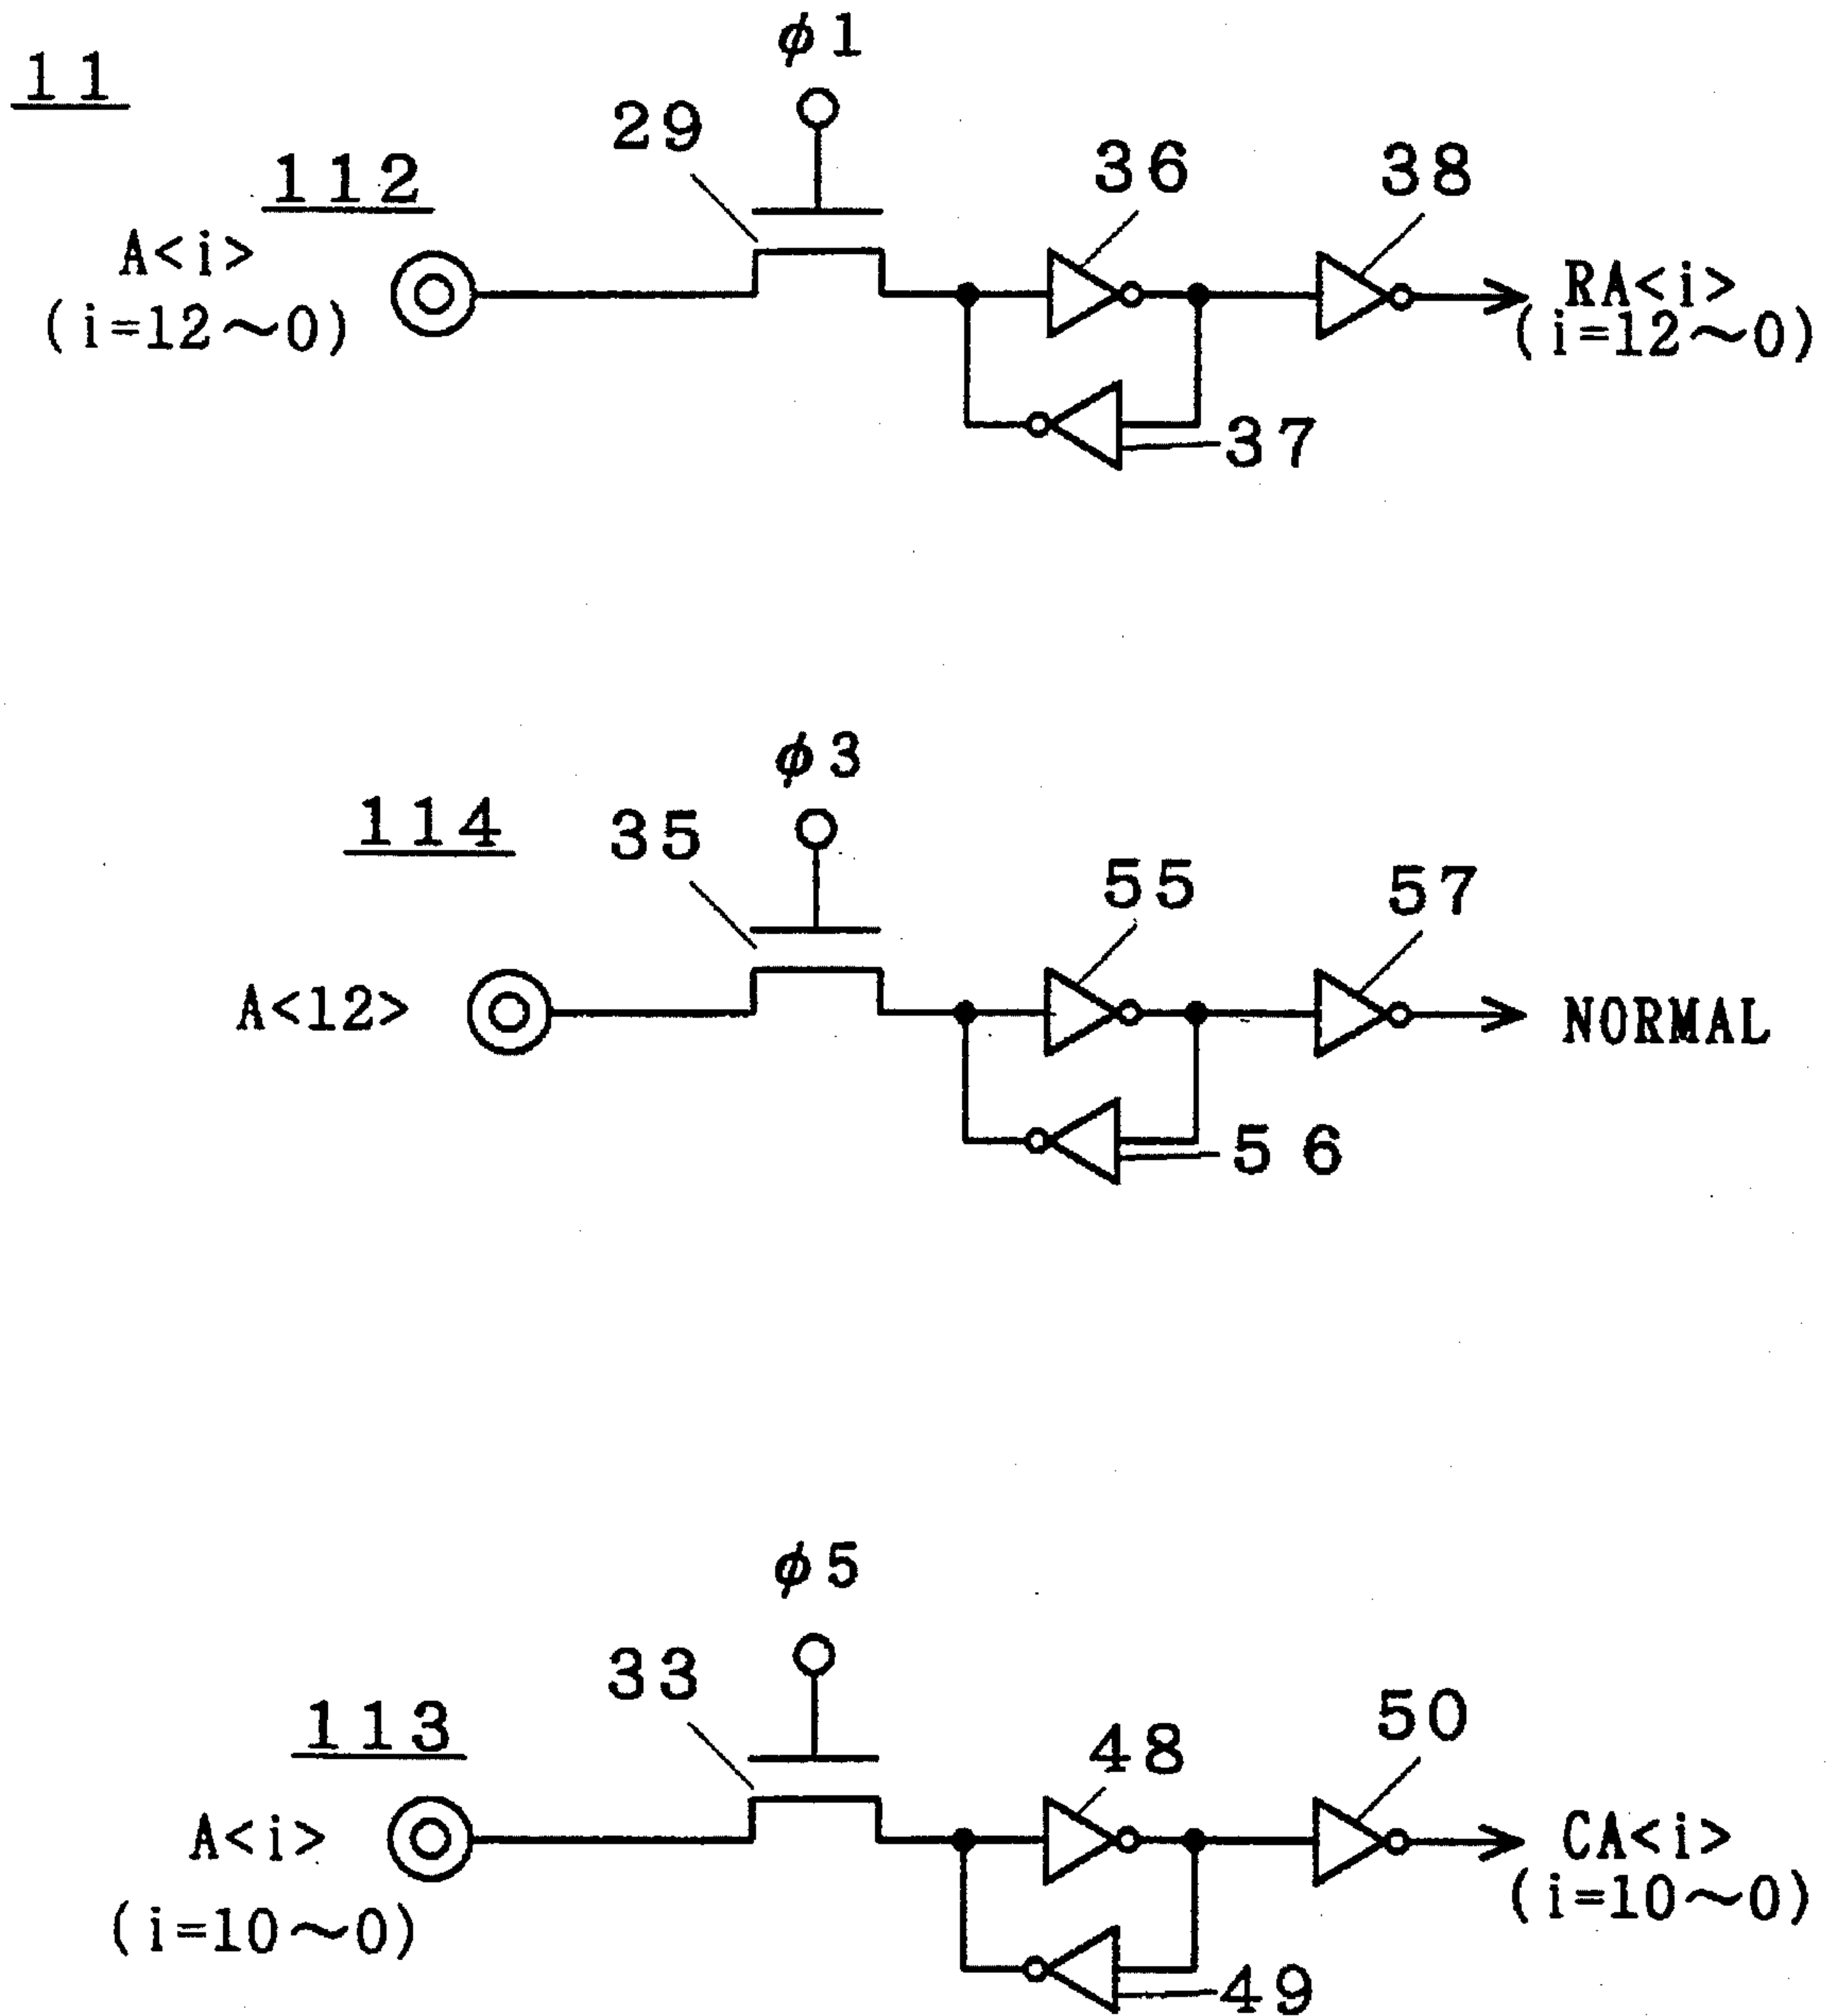 11
φ1
29
36
38
112
A<i>
(i=12～0)
RA<i>
(i=12～0)
37
φ3
114
35
55
57
A<12>
NORMAL
56
φ5
33
113
48
50
A<i>
(i=10～0)
CA<i>
(i=10～0)
49